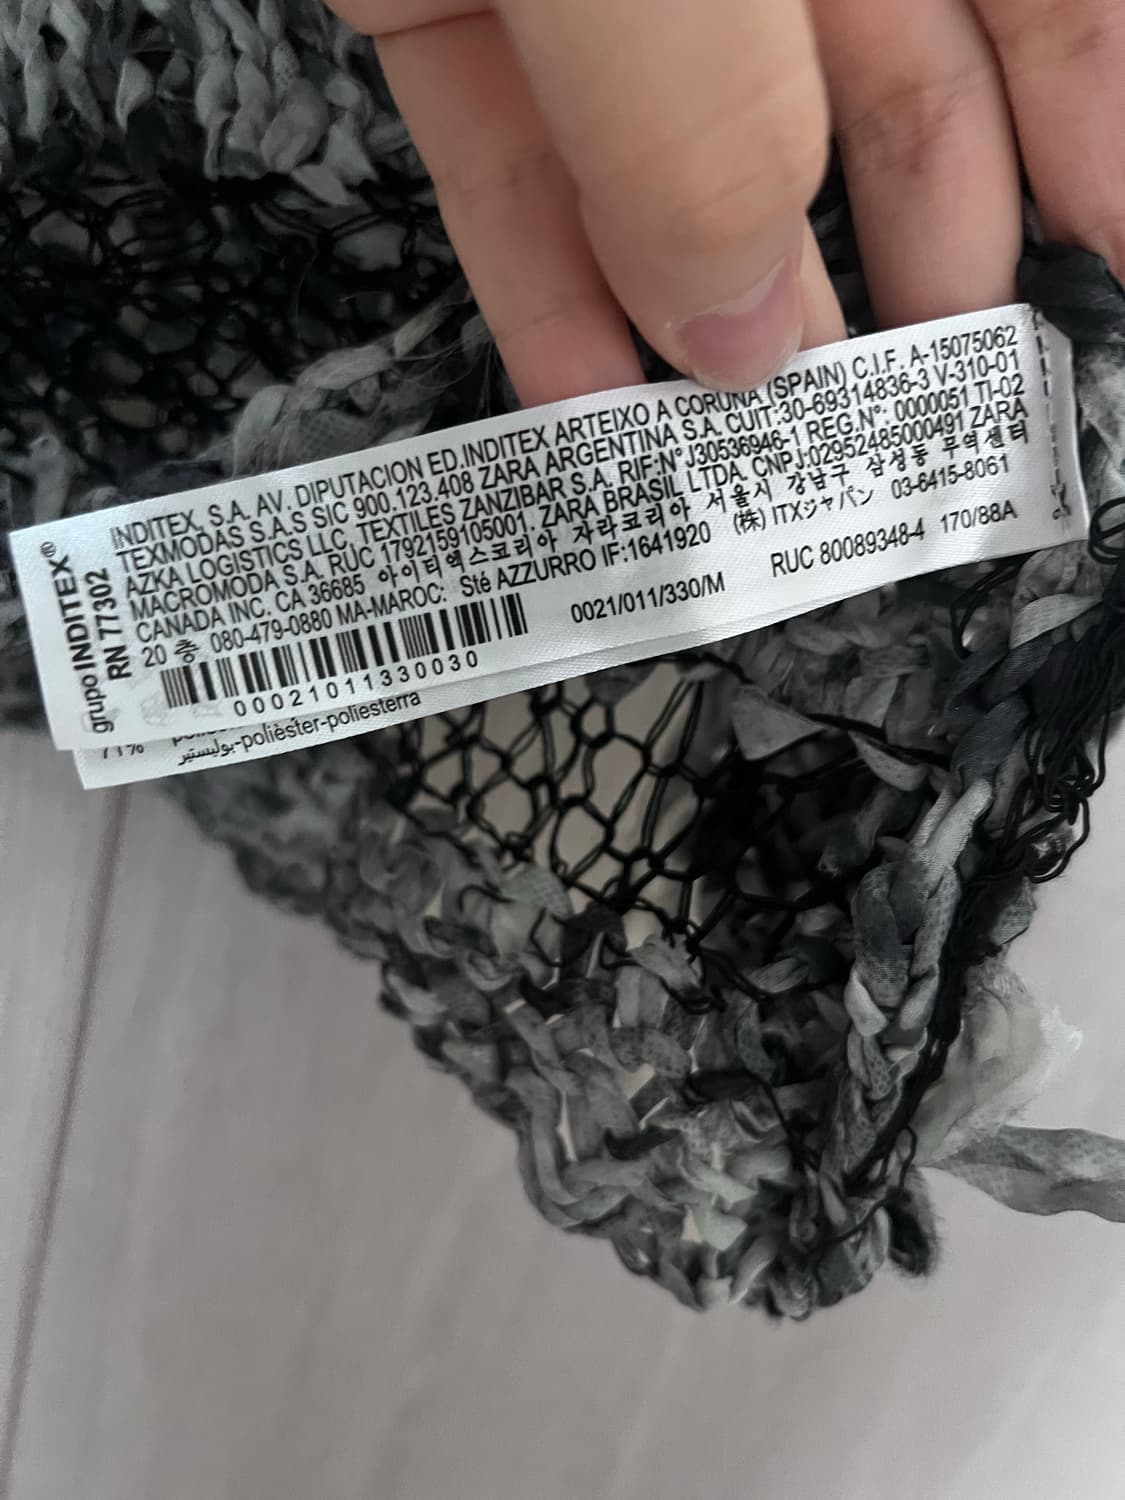 grupo INDITEX®
RN 77302
INDITEX, S.A. AV. DIPUTACION ED.INDITEX ARTEIXO A CORUÑA (SPAIN) C.I.F. A-15075062
TEXMODAS S.A.S SIC 900.123.408 ZARA ARGENTINA S.A. CUIT:30-69314836-3 V-310-01
AZKA LOGISTICS LLC, TEXTILES ZANZIBAR S.A. RIF:N° J30536946-1 REG.N°: 0000051 TI-02
MACROMODA S.A. RUC 1792159105001. ZARA BRASIL LTDA. CNPJ:02952485000491 ZARA
CANADA INC. CA 36685 아이티엑스코리아 자라코리아 서울시 강남구 삼성동 무역센터
20 층 080-479-0880 MA-MAROC: Sté AZZURRO IF:1641920 (株) ITXジャパン 03-6415-8061
0021/011/330/M RUC 80089348-4 170/88A
00021011330030
71%
بوليستير-polièster-poliesterra